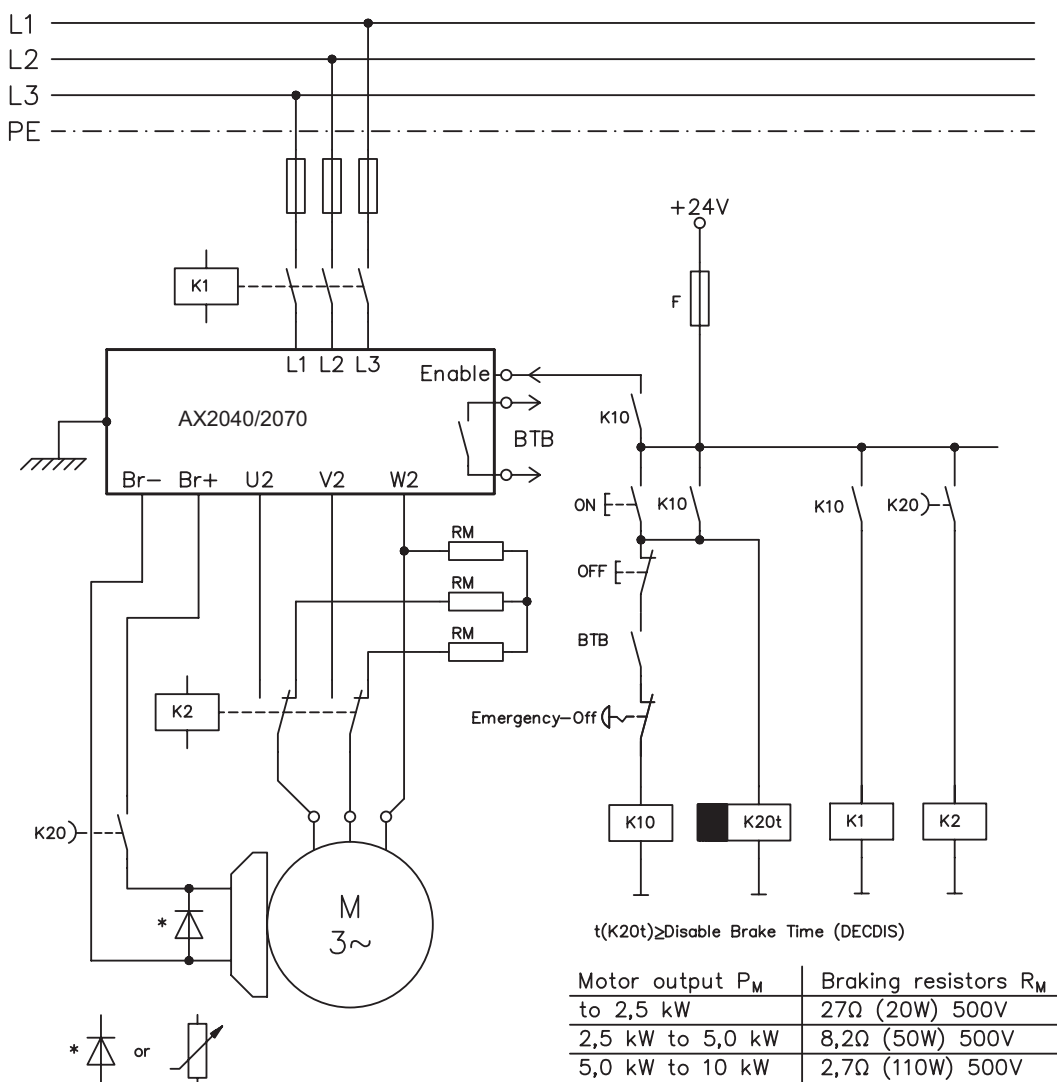 L1
L2
L3
PE
+24V
F
K1
L1 L2 L3
Enable
K10
AX2040/2070
BTB
Br- Br+ U2 V2 W2
ON
K10
K10
K20
RM
OFF
RM
BTB
RM
K2
Emergency-Off
K20
K10
K20t
K1
K2
M
3~
*
t(K20t)≥Disable Brake Time (DECDIS)
Motor output PM Braking resistors RM
to 2,5 kW 27Ω (20W) 500V
2,5 kW to 5,0 kW 8,2Ω (50W) 500V
5,0 kW to 10 kW 2,7Ω (110W) 500V
* or